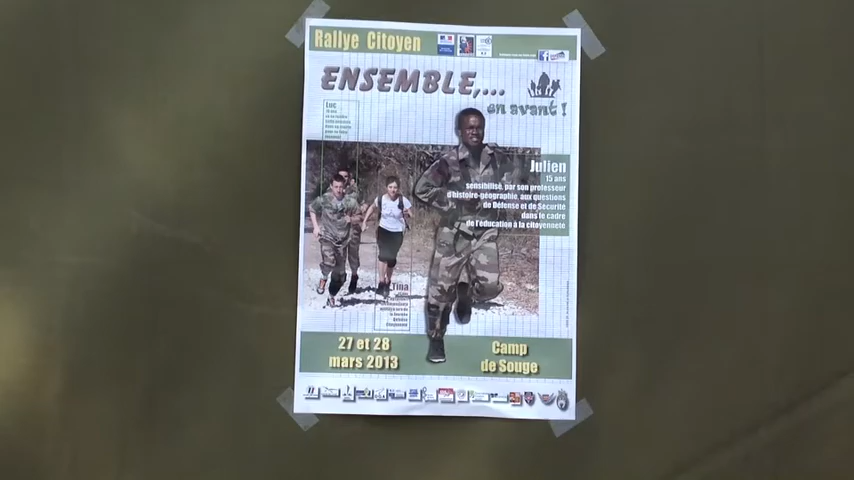 Rallye Citoyen
ENSEMBLE,...
en avant !
Luc
Julien
15 ans
sensibilisé, par son professeur
d'histoire-géographie, aux questions
de Défense et de Sécurité
dans le cadre
de l'éducation à la citoyenneté
Tina
27 et 28
mars 2013
Camp
de Souge